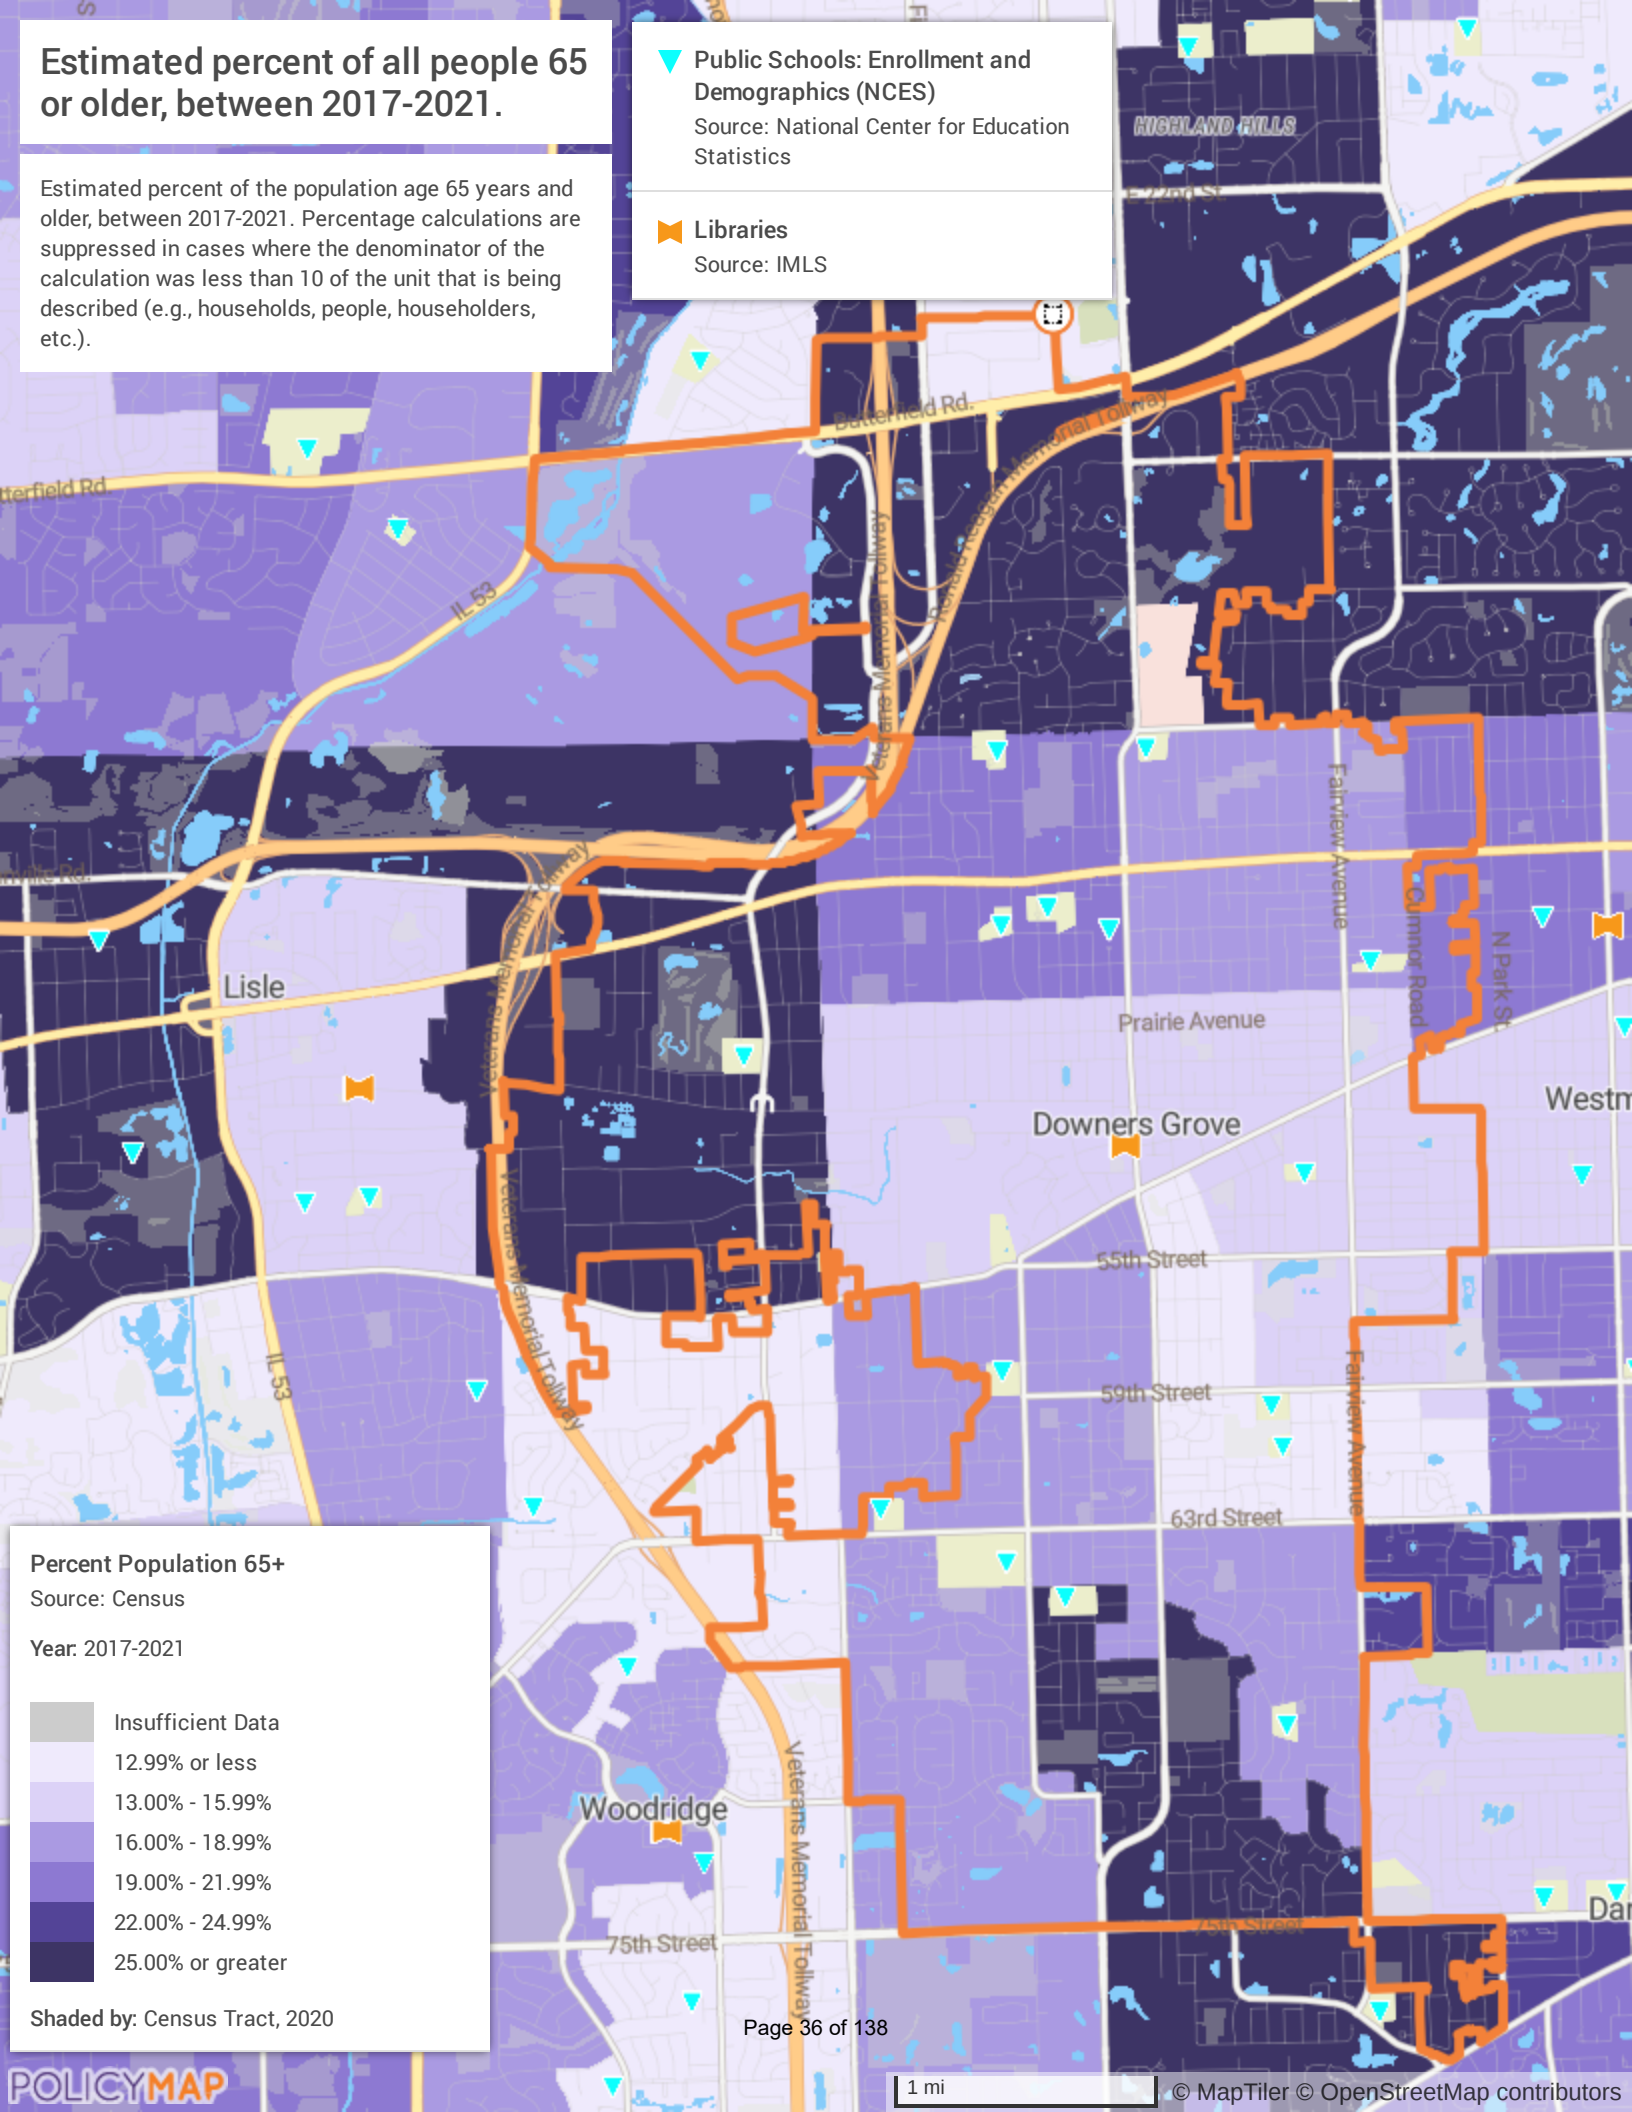 Estimated percent of all people 65
or older, between 2017-2021.
Estimated percent of the population age 65 years and
older, between 2017-2021. Percentage calculations are
suppressed in cases where the denominator of the
calculation was less than 10 of the unit that is being
described (e.g., households, people, householders,
etc.).
Public Schools: Enrollment and
Demographics (NCES)
Source: National Center for Education
Statistics
Libraries
Source: IMLS
HIGHLAND HILLS
E 22nd St.
Butterfield Rd.
Ronald Reagan Memorial Tollway
tterfield Rd.
IL 53
Veterans Memorial Tollway
Fairview Avenue
Cumnor Road
N Park St.
Veterans Memorial Tollway
Lisle
Prairie Avenue
Downers Grove
Westm
Veterans Memorial Tollway
55th Street
IL 53
59th Street
Fairview Avenue
63rd Street
Percent Population 65+
Source: Census
Year: 2017-2021
Insufficient Data
12.99% or less
13.00% - 15.99%
16.00% - 18.99%
19.00% - 21.99%
22.00% - 24.99%
25.00% or greater
Shaded by: Census Tract, 2020
Woodridge
Veterans Memorial Tollway
75th Street
75th Street
Dar
Page 36 of 138
POLICYMAP
1 mi
© MapTiler © OpenStreetMap contributors